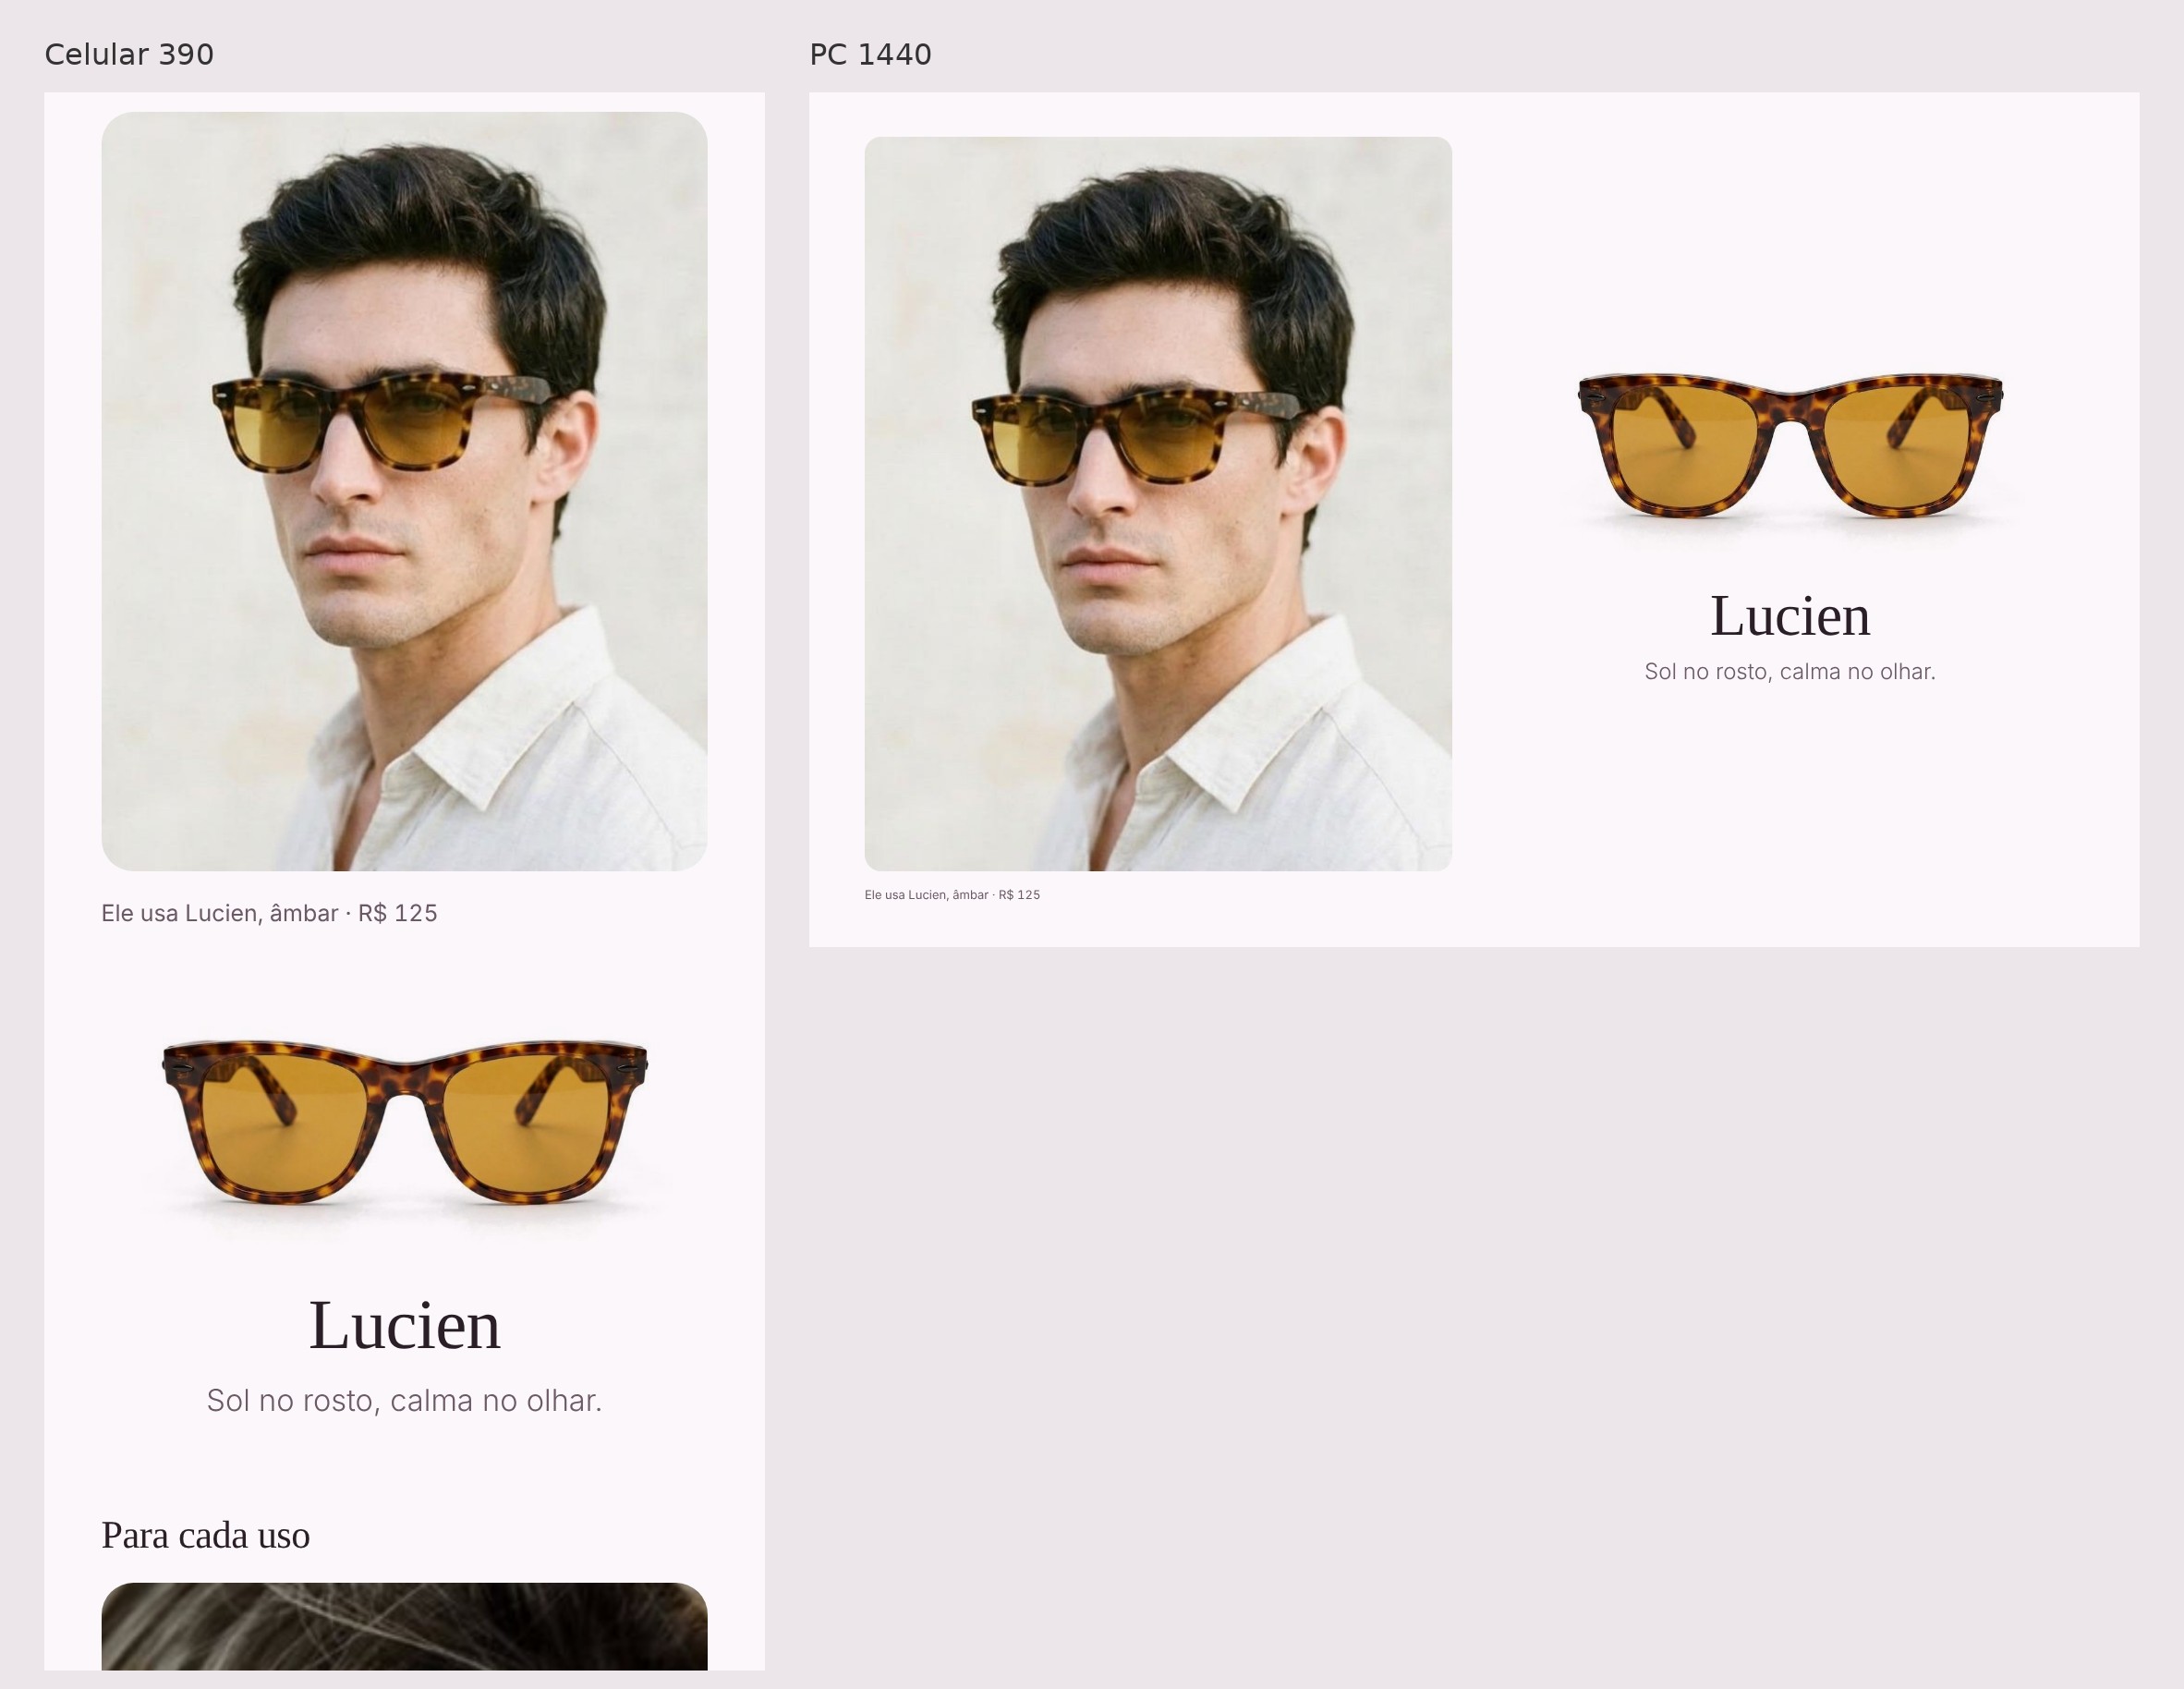 Celular 390
Ele usa Lucien, âmbar · R$ 125
Lucien
Sol no rosto, calma no olhar.
Para cada uso
PC 1440
Lucien
Sol no rosto, calma no olhar.
Ele usa Lucien, âmbar · R$ 125